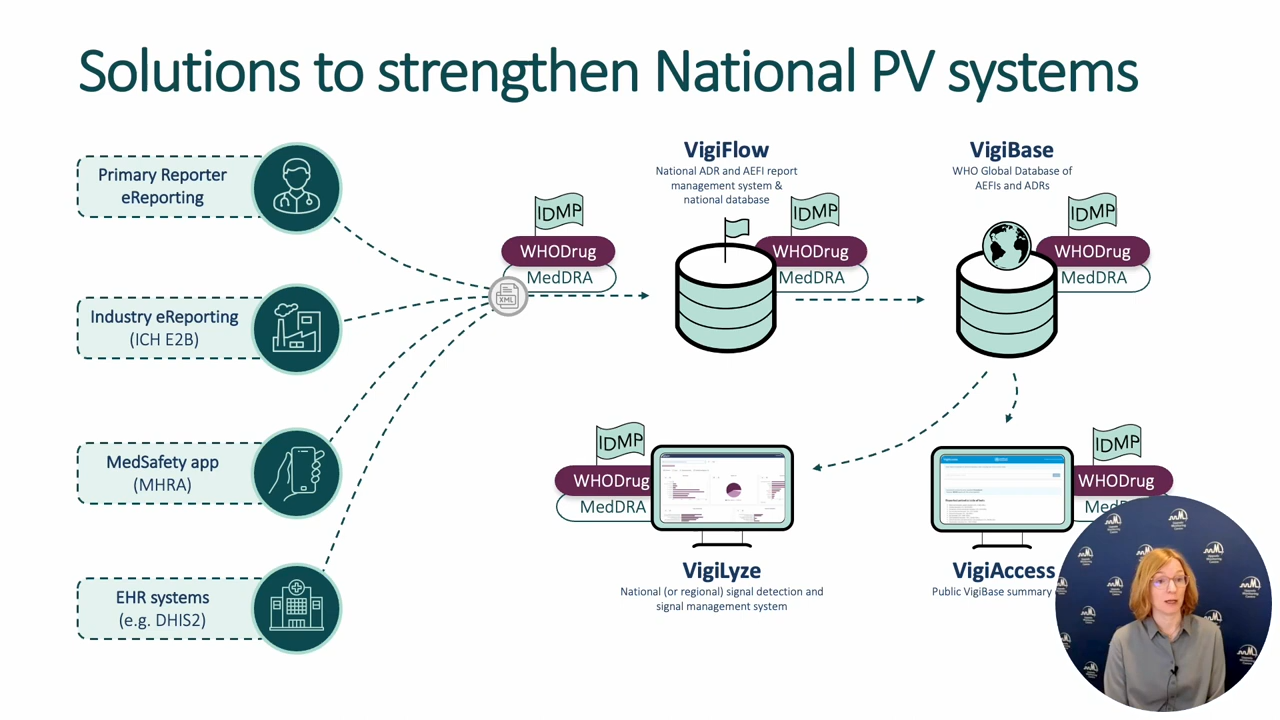 Solutions to strengthen National PV systems
Primary Reporter
eReporting
Industry eReporting
(ICH E2B)
MedSafety app
(MHRA)
EHR systems
(e.g. DHIS2)
XML
IDMP
WHODrug
MedDRA
VigiFlow
National ADR and AEFI report
management system &
national database
IDMP
WHODrug
MedDRA
VigiBase
WHO Global Database of
AEFIs and ADRs
IDMP
WHODrug
MedDRA
IDMP
WHODrug
MedDRA
VigiLyze
National (or regional) signal detection and
signal management system
IDMP
WHODrug
VigiAccess
Public VigiBase summary
Uppsala
Monitoring
Centre